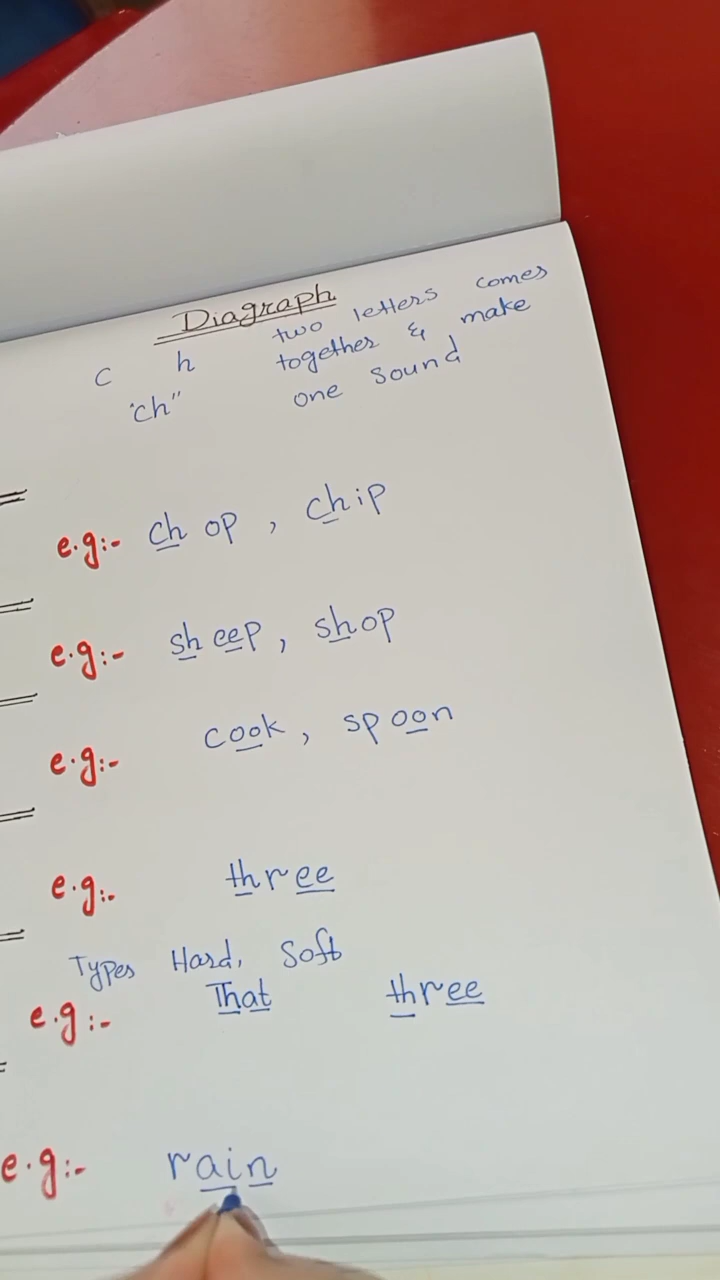 Diagraph
c h two letters comes
"ch" together & make
one sound
e.g:- chop, chip
e.g:- sheep, shop
e.g:- cook, spoon
e.g:- three
Types Hard, Soft
e.g:- That three
e.g:- rain